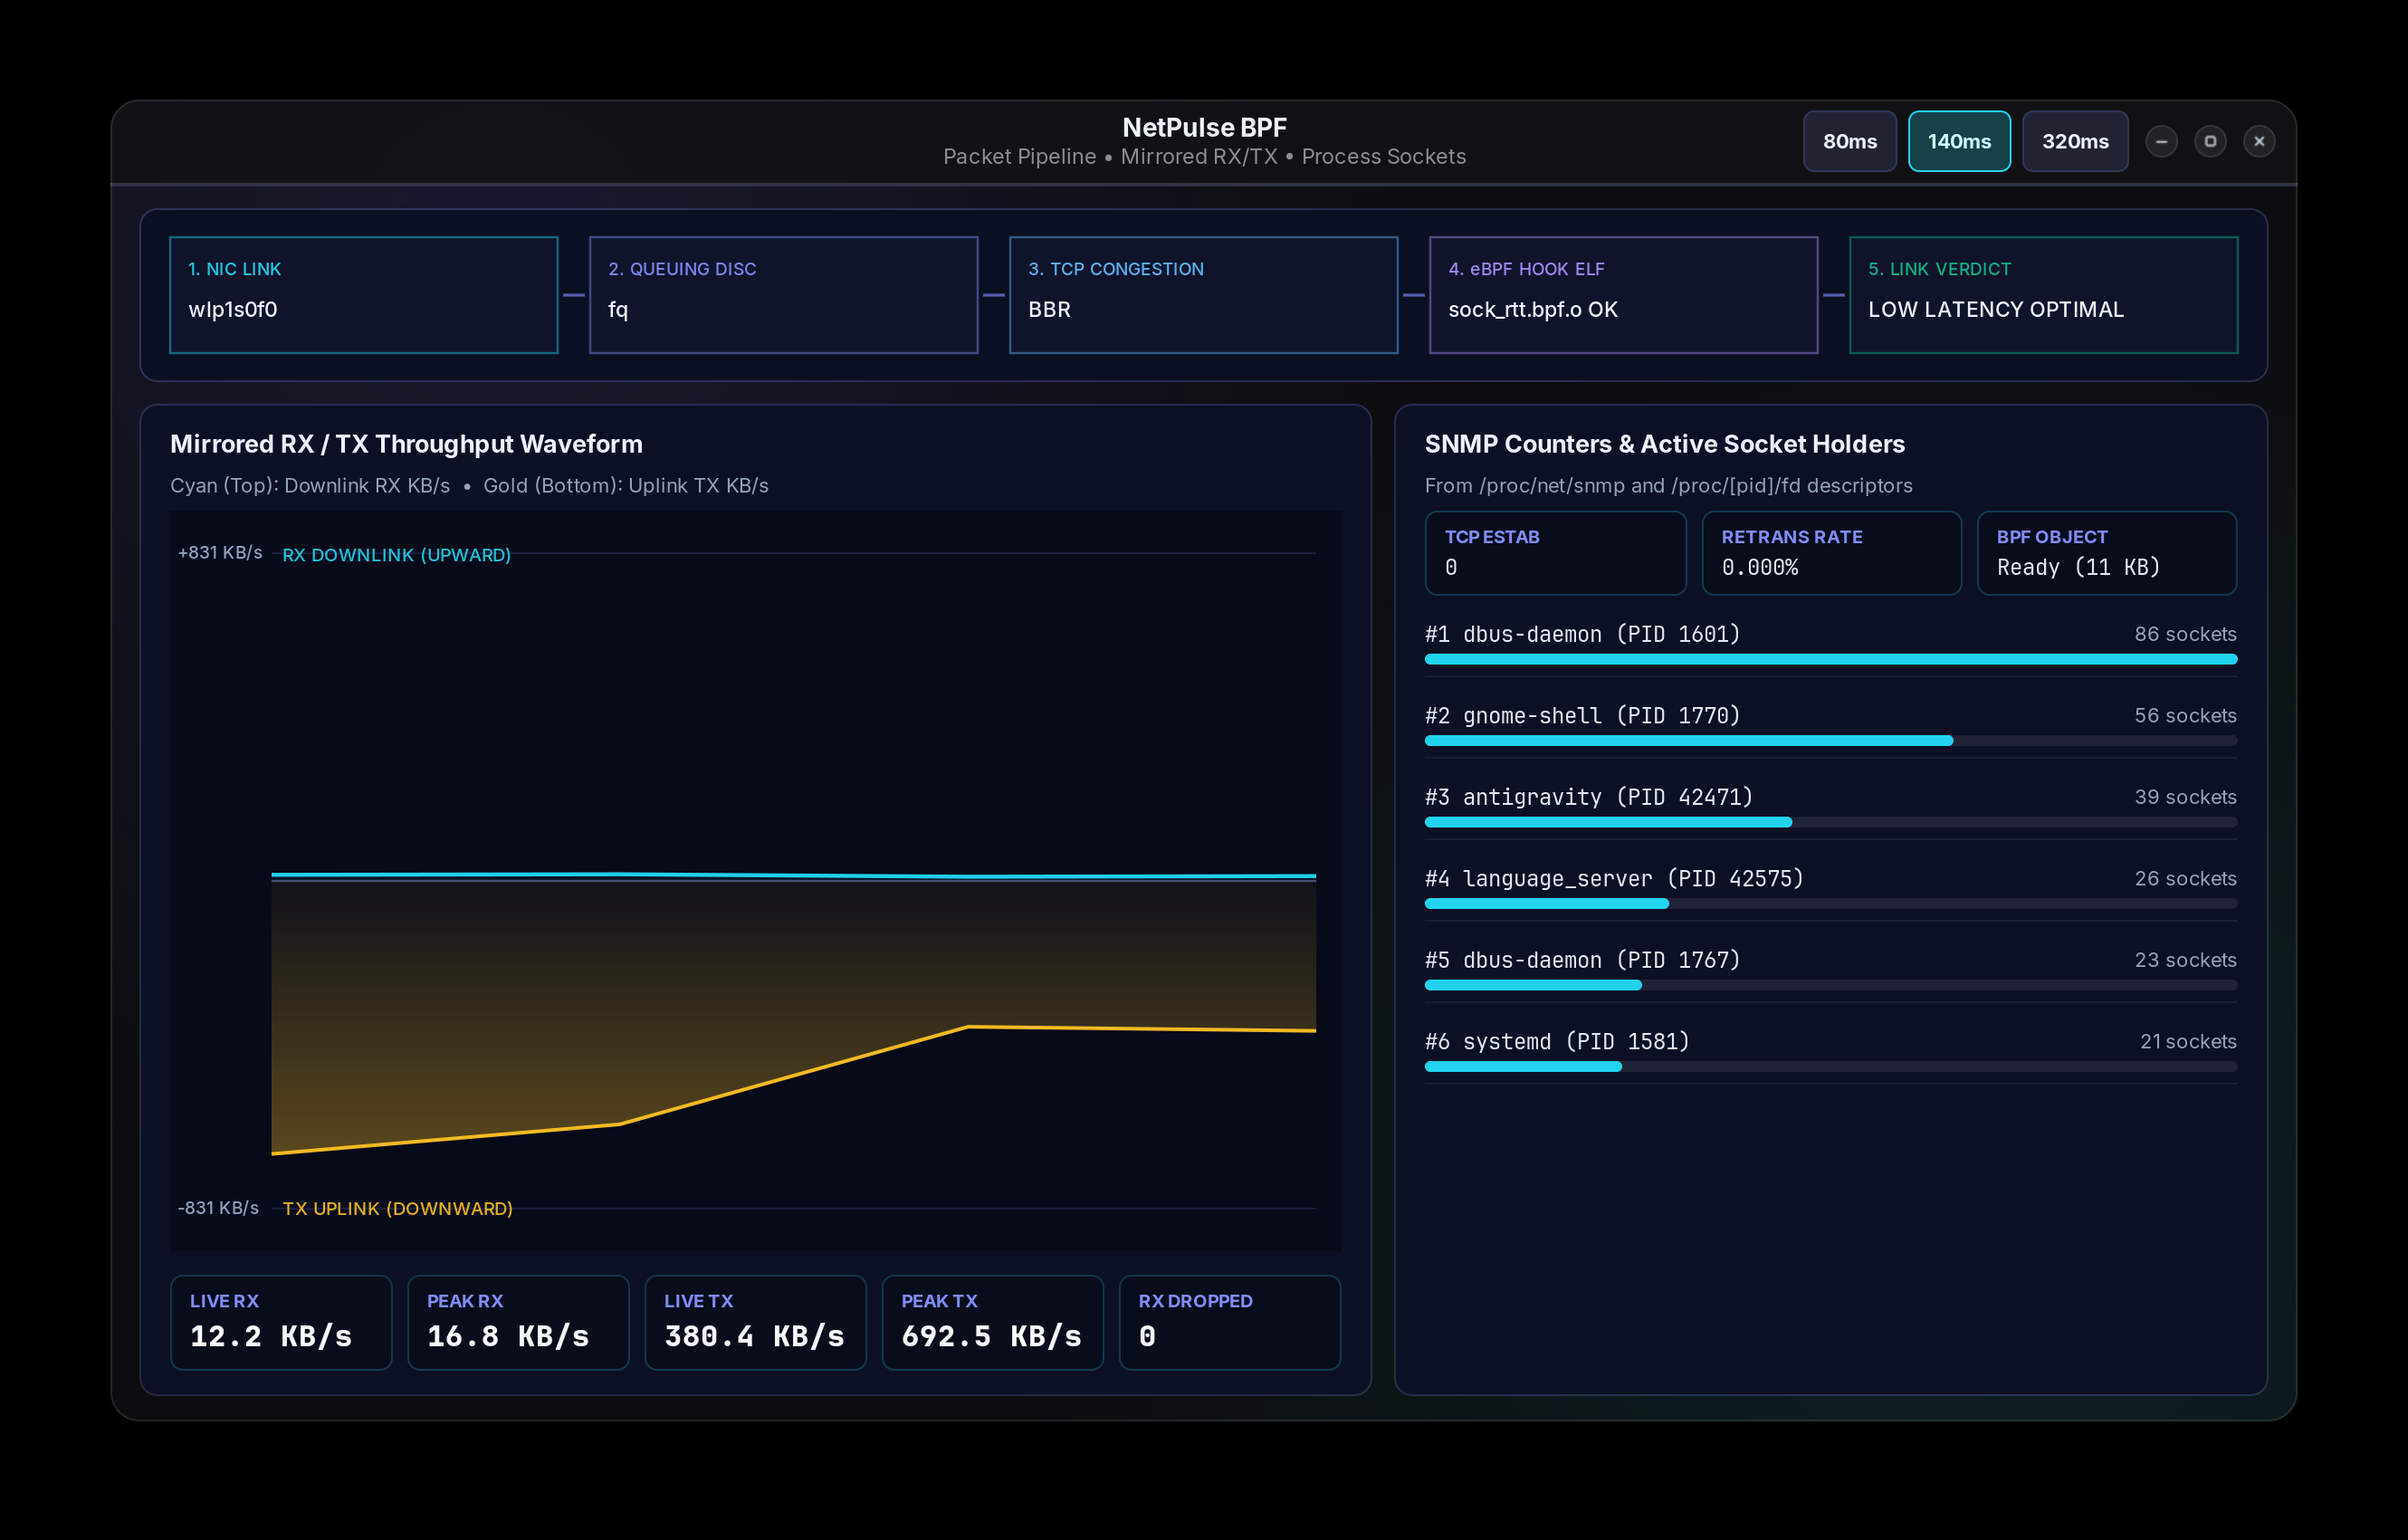 NetPulse BPF
Packet Pipeline • Mirrored RX/TX • Process Sockets
80ms
140ms
320ms
1. NIC LINK
wlp1s0f0
2. QUEUING DISC
fq
3. TCP CONGESTION
BBR
4. eBPF HOOK ELF
sock_rtt.bpf.o OK
5. LINK VERDICT
LOW LATENCY OPTIMAL
Mirrored RX / TX Throughput Waveform
Cyan (Top): Downlink RX KB/s • Gold (Bottom): Uplink TX KB/s
+831 KB/s
RX DOWNLINK (UPWARD)
-831 KB/s
TX UPLINK (DOWNWARD)
LIVE RX
12.2 KB/s
PEAK RX
16.8 KB/s
LIVE TX
380.4 KB/s
PEAK TX
692.5 KB/s
RX DROPPED
0
SNMP Counters & Active Socket Holders
From /proc/net/snmp and /proc/[pid]/fd descriptors
TCP ESTAB
0
RETRANS RATE
0.000%
BPF OBJECT
Ready (11 KB)
#1 dbus-daemon (PID 1601) 86 sockets
#2 gnome-shell (PID 1770) 56 sockets
#3 antigravity (PID 42471) 39 sockets
#4 language_server (PID 42575) 26 sockets
#5 dbus-daemon (PID 1767) 23 sockets
#6 systemd (PID 1581) 21 sockets